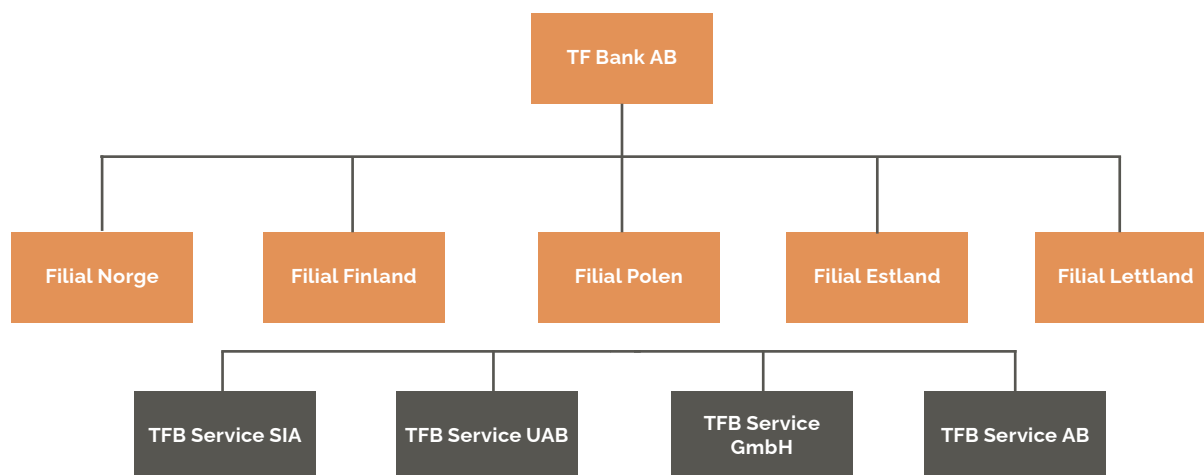 TF Bank AB
Filial Norge
Filial Finland
Filial Polen
Filial Estland
Filial Lettland
TFB Service SIA
TFB Service UAB
TFB Service
GmbH
TFB Service AB